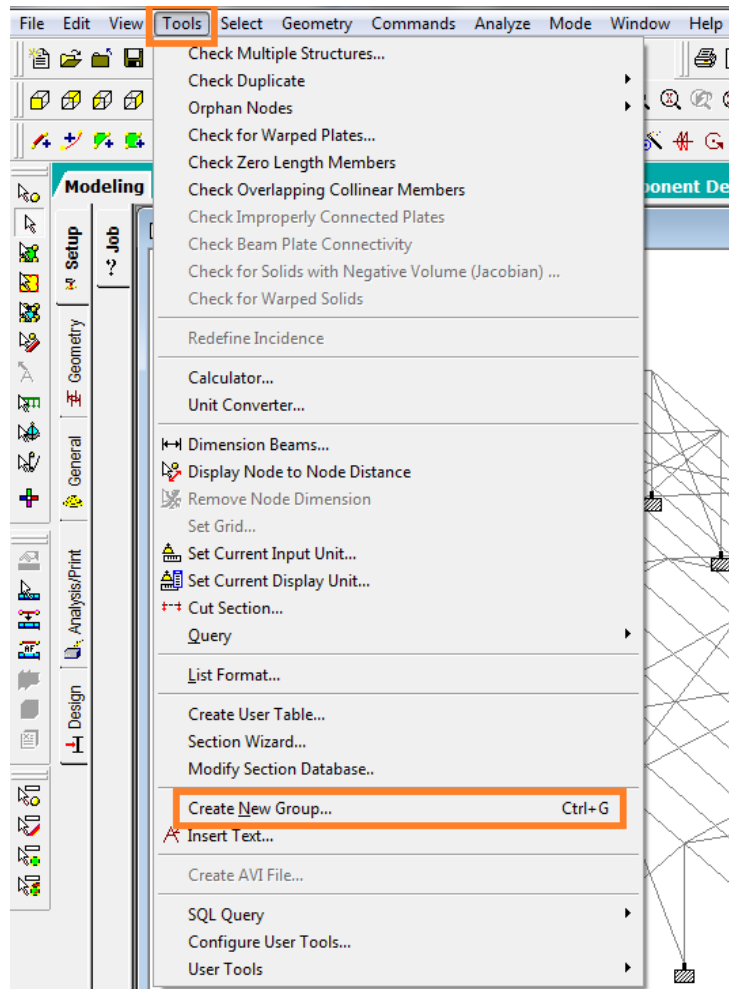 File Edit View Tools Select Geometry Commands Analyze Mode Window Help
Check Multiple Structures...
Check Duplicate
Orphan Nodes
Check for Warped Plates...
Check Zero Length Members
Check Overlapping Collinear Members
Check Improperly Connected Plates
Check Beam Plate Connectivity
Check for Solids with Negative Volume (Jacobian) ...
Check for Warped Solids
Redefine Incidence
Calculator...
Unit Converter...
Dimension Beams...
Display Node to Node Distance
Remove Node Dimension
Set Grid...
Set Current Input Unit...
Set Current Display Unit...
Cut Section...
Query
List Format...
Create User Table...
Section Wizard...
Modify Section Database..
Create New Group... Ctrl+G
Insert Text...
Create AVI File...
SQL Query
Configure User Tools...
User Tools
Modeling
ponent De
Setup
Geometry
General
Analysis/Print
Design
Job
?
AF